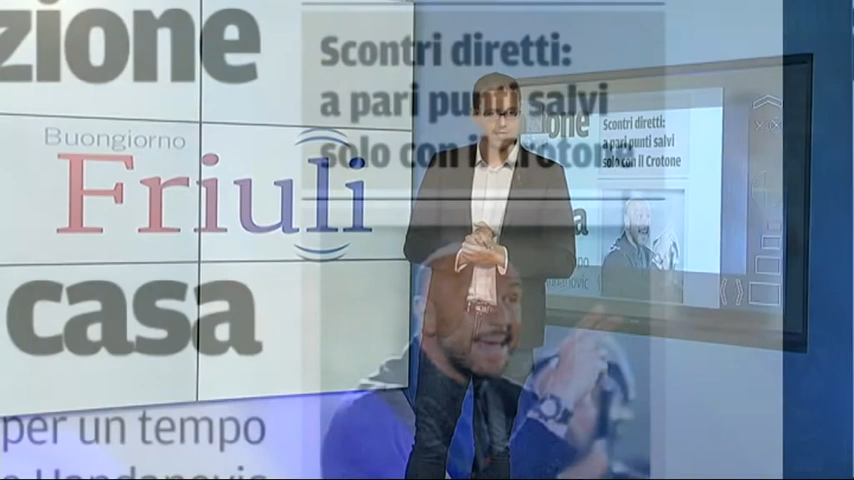 zione
Buongiorno
Friuli
casa
per un tempo
Handanovic
Scontri diretti:
a pari punti salvi
solo con il Crotone
Scontri diretti:
a pari punti salvi
solo con il Crotone